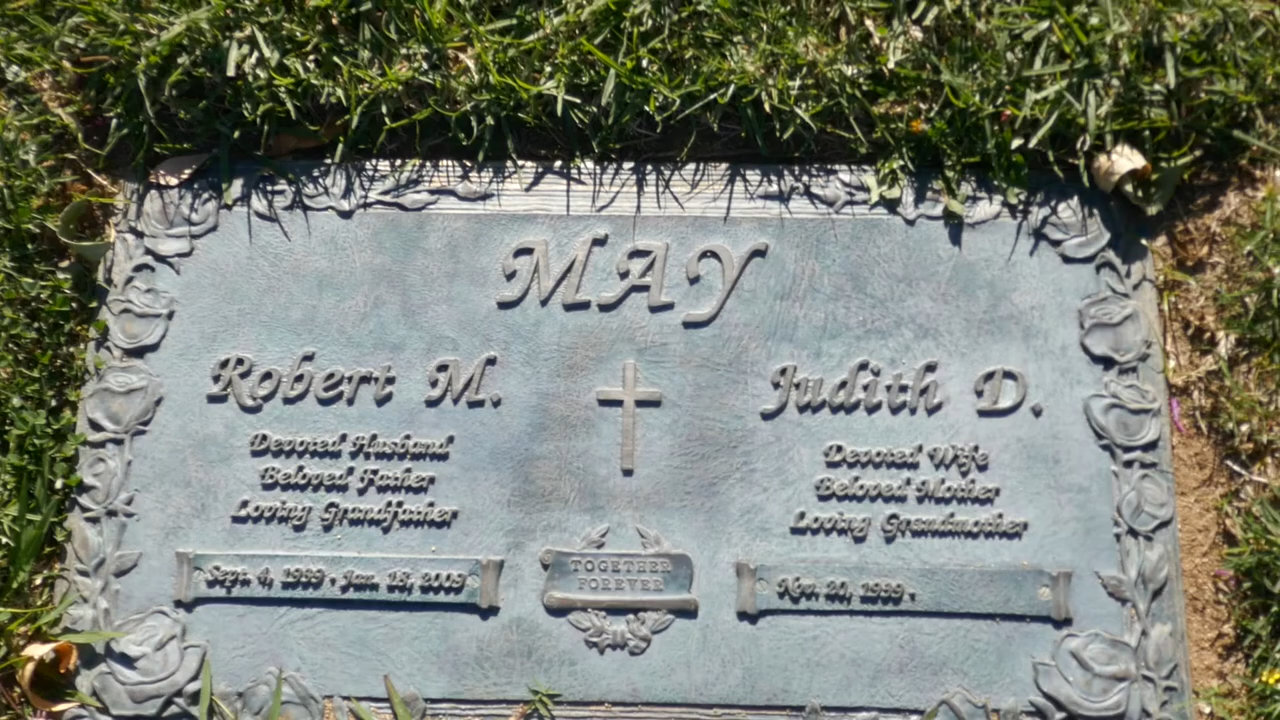 MAY
Robert M.
Devoted Husband
Beloved Father
Loving Grandfather
Sept. 4, 1939 - Jan. 18, 2009
TOGETHER
FOREVER
Judith D.
Devoted Wife
Beloved Mother
Loving Grandmother
Nov. 20, 1939 -